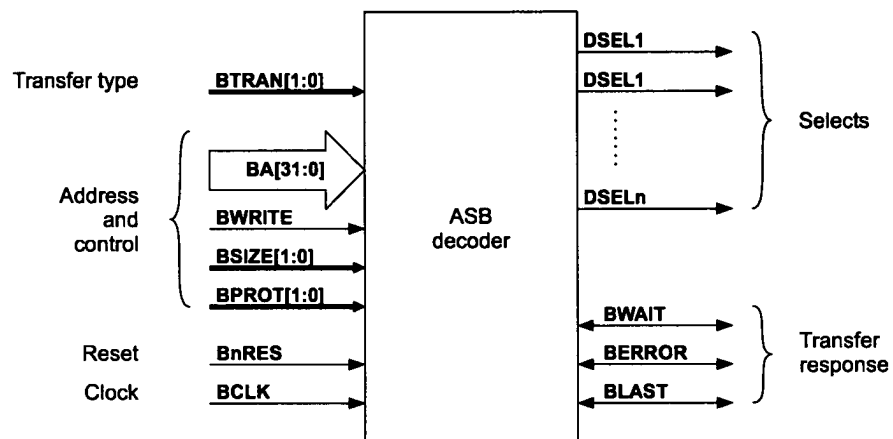 Transfer type
BTRAN[1:0]
Address
and
control
BA[31:0]
BWRITE
BSIZE[1:0]
BPROT[1:0]
Reset
BnRES
Clock
BCLK
ASB
decoder
DSEL1
DSEL1
DSELn
Selects
BWAIT
BERROR
BLAST
Transfer
response